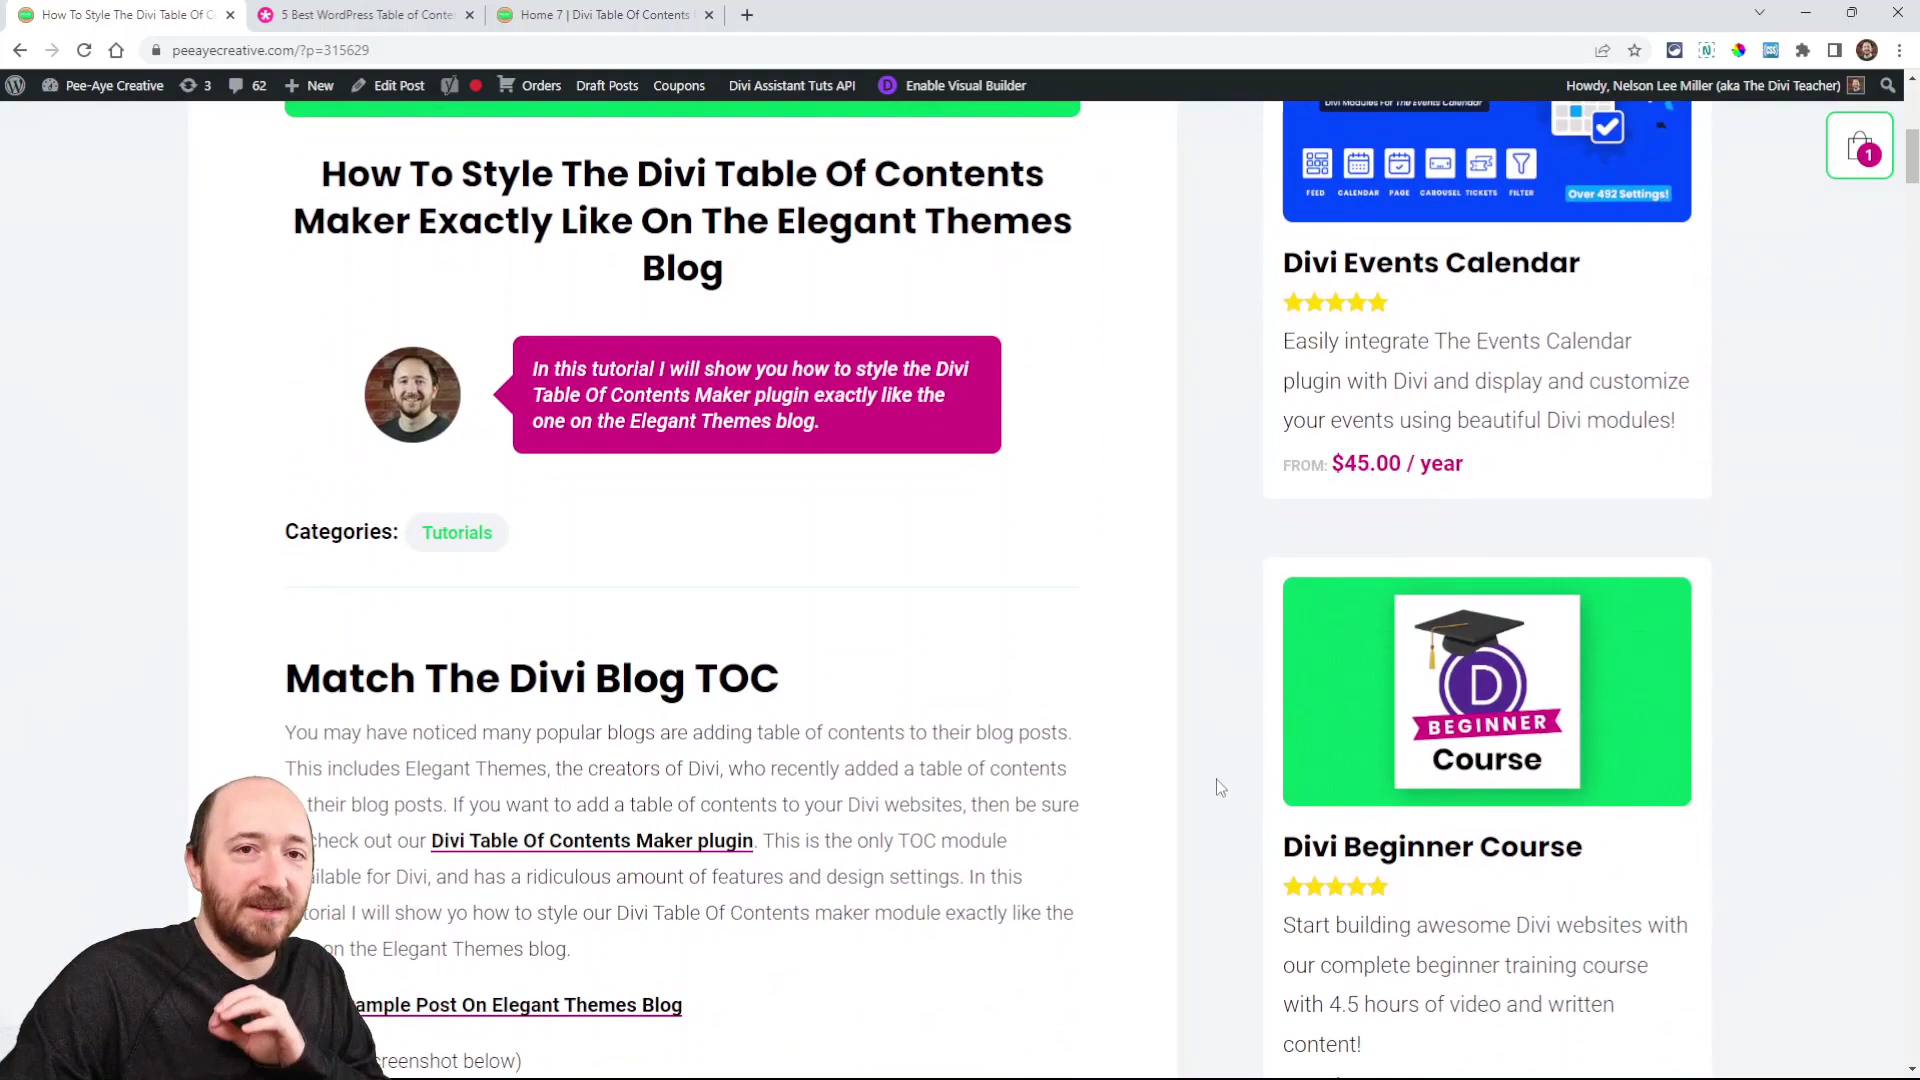 How To Style The Divi Table Of C
5 Best WordPress Table of Conte
Home 7 | Divi Table Of Contents
peeayecreative.com/?p=315629
Pee-Aye Creative
3
62
New
Edit Post
Orders
Draft Posts
Coupons
Divi Assistant Tuts API
Enable Visual Builder
Howdy, Nelson Lee Miller (aka The Divi Teacher)
1
How To Style The Divi Table Of Contents
Maker Exactly Like On The Elegant Themes
Blog
In this tutorial I will show you how to style the Divi
Table Of Contents Maker plugin exactly like the
one on the Elegant Themes blog.
Categories: Tutorials
Match The Divi Blog TOC
You may have noticed many popular blogs are adding table of contents to their blog posts.
This includes Elegant Themes, the creators of Divi, who recently added a table of contents
their blog posts. If you want to add a table of contents to your Divi websites, then be sure
check out our Divi Table Of Contents Maker plugin. This is the only TOC module
ailable for Divi, and has a ridiculous amount of features and design settings. In this
torial I will show yo how to style our Divi Table Of Contents maker module exactly like the
on the Elegant Themes blog.
ample Post On Elegant Themes Blog
creenshot below)
Divi Modules For The Events Calendar
FEED
CALENDAR
PAGE
CAROUSEL
TICKETS
FILTER
Over 492 Settings!
Divi Events Calendar
Easily integrate The Events Calendar
plugin with Divi and display and customize
your events using beautiful Divi modules!
FROM: $45.00 / year
D
BEGINNER
Course
Divi Beginner Course
Start building awesome Divi websites with
our complete beginner training course
with 4.5 hours of video and written
content!